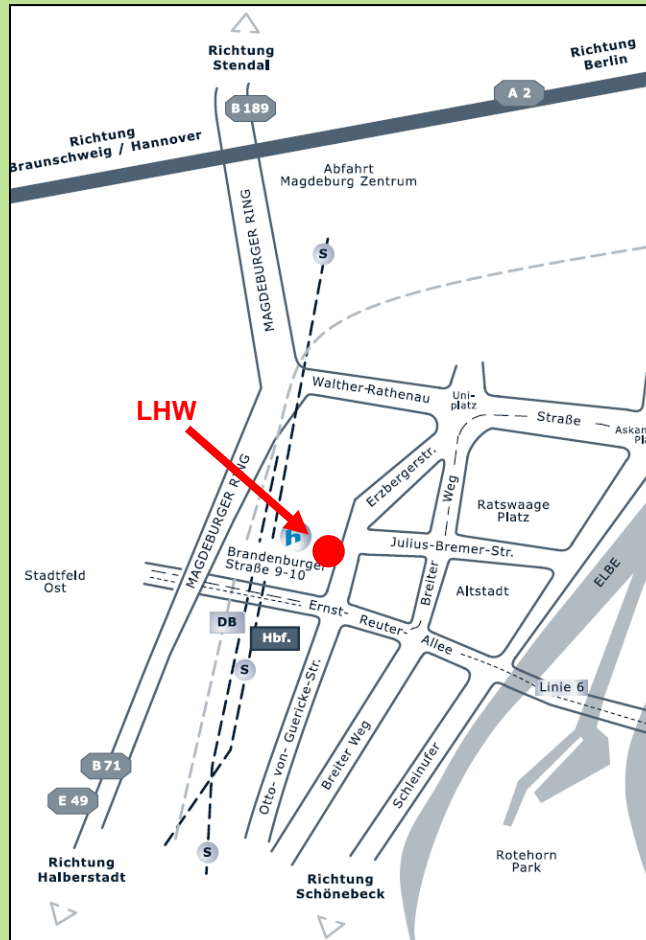 Richtung
Stendal
Richtung
Berlin
A 2
B 189
Richtung
Braunschweig / Hannover
Abfahrt
Magdeburg Zentrum
MAGDEBURGER RING
S
Walther-Rathenau
Uni-
platz
Straße
LHW
Erzbergerstr.
Weg
Ratswaage
Platz
MAGDEBURGER RING
h
Brandenburger
Straße 9-10
Julius-Bremer-Str.
Stadtfeld
Ost
ELBE
Breiter
Altstadt
Ernst-
Reuter-
Allee
DB
Hbf.
S
Linie 6
Otto- von- Guericke-Str.
Breiter Weg
Schleinufer
B 71
E 49
S
Richtung
Halberstadt
Richtung
Schönebeck
Rotehorn
Park